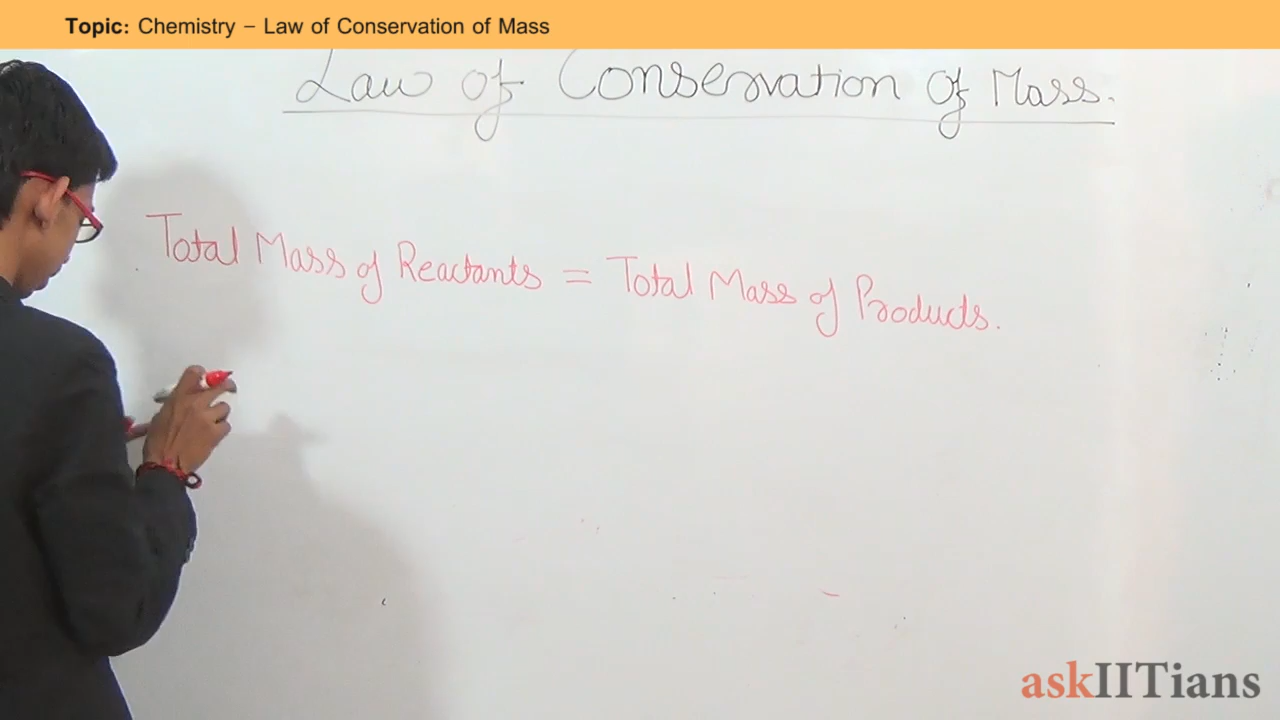 Topic: Chemistry – Law of Conservation of Mass
Law of Conservation Of Mass.
Total Mass of Reactants = Total Mass of Products.
askIITians